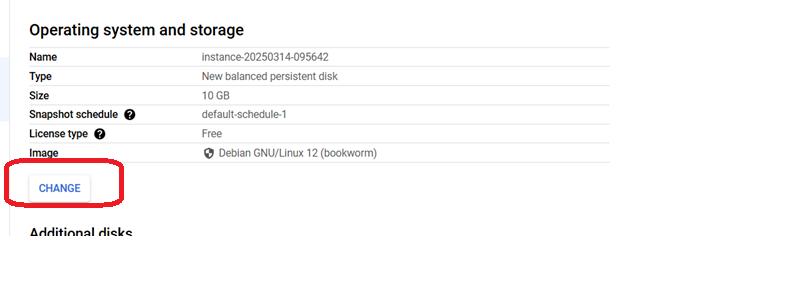 Operating system and storage
Name instance-20250314-095642
Type New balanced persistent disk
Size 10 GB
Snapshot schedule ? default-schedule-1
License type ? Free
Image Debian GNU/Linux 12 (bookworm)
CHANGE
Additional disks